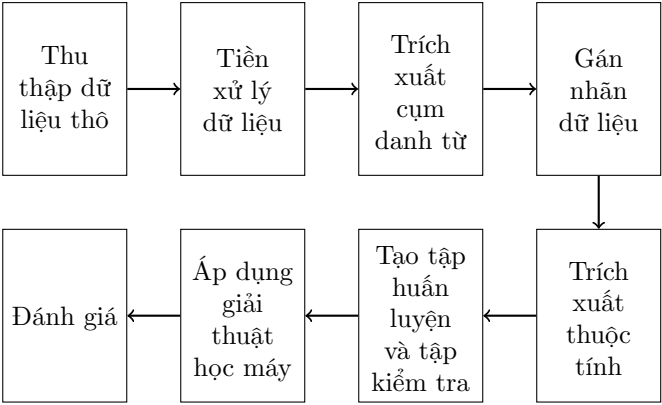 Thu
thập dữ
liệu thô
Tiền
xử lý
dữ liệu
Trích
xuất
cụm
danh từ
Gán
nhãn
dữ liệu
Trích
xuất
thuộc
tính
Tạo tập
huấn
luyện
và tập
kiểm tra
Áp dụng
giải
thuật
học máy
Đánh giá